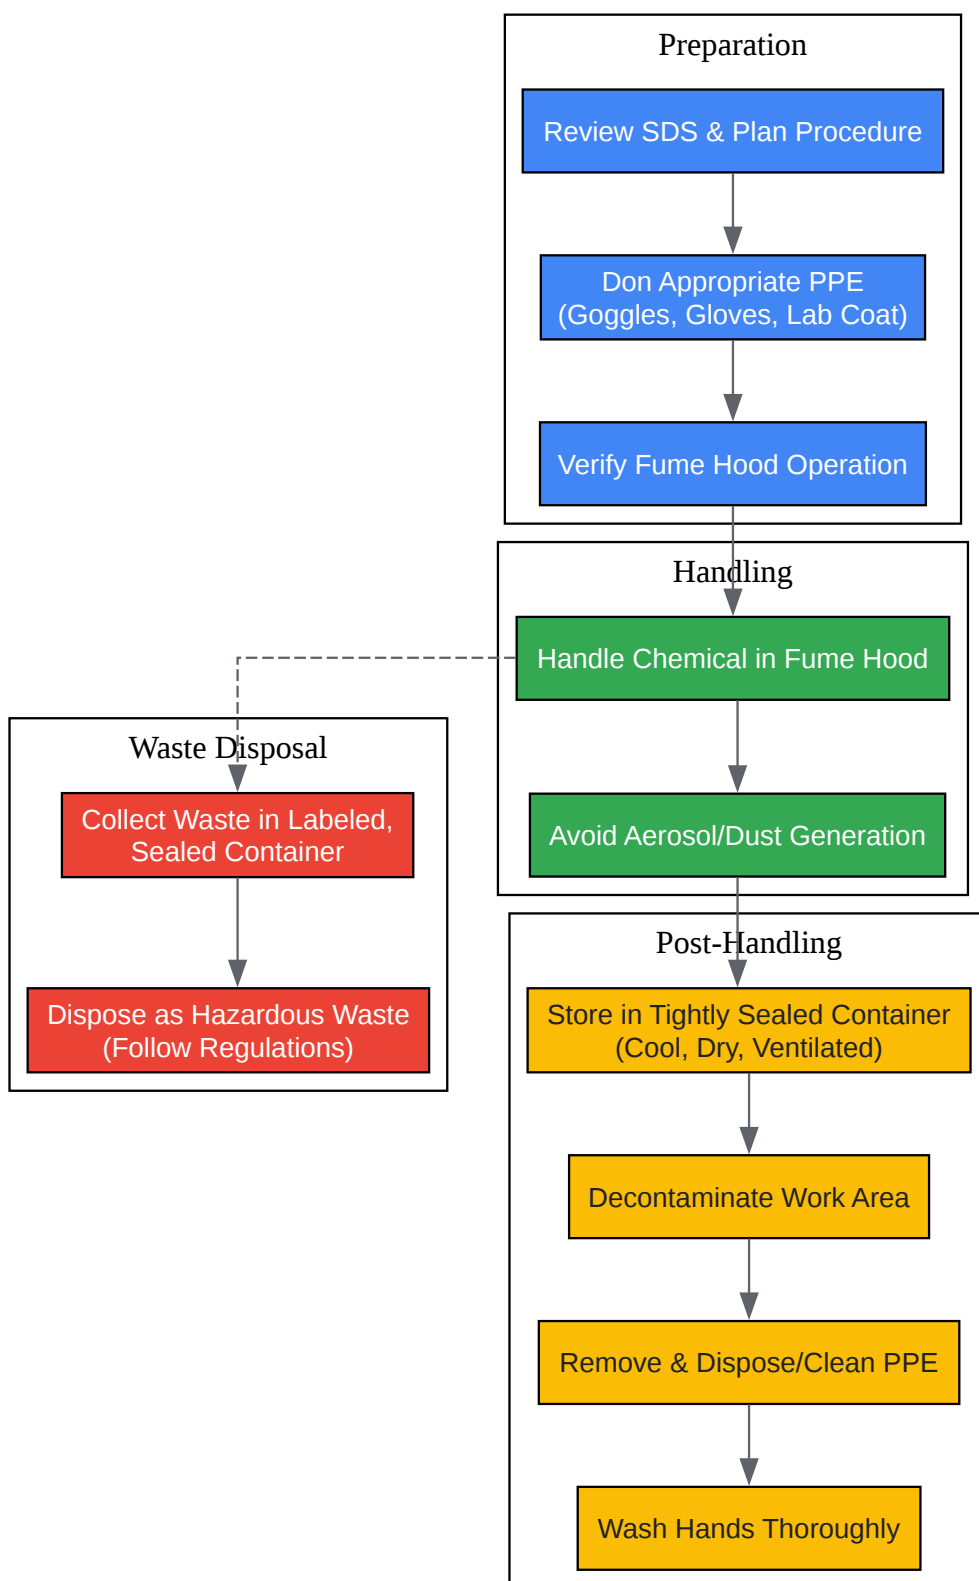 Preparation
Review SDS & Plan Procedure
Don Appropriate PPE
(Goggles, Gloves, Lab Coat)
Verify Fume Hood Operation
Handling
Handle Chemical in Fume Hood
Avoid Aerosol/Dust Generation
Waste Disposal
Collect Waste in Labeled,
Sealed Container
Dispose as Hazardous Waste
(Follow Regulations)
Post-Handling
Store in Tightly Sealed Container
(Cool, Dry, Ventilated)
Decontaminate Work Area
Remove & Dispose/Clean PPE
Wash Hands Thoroughly